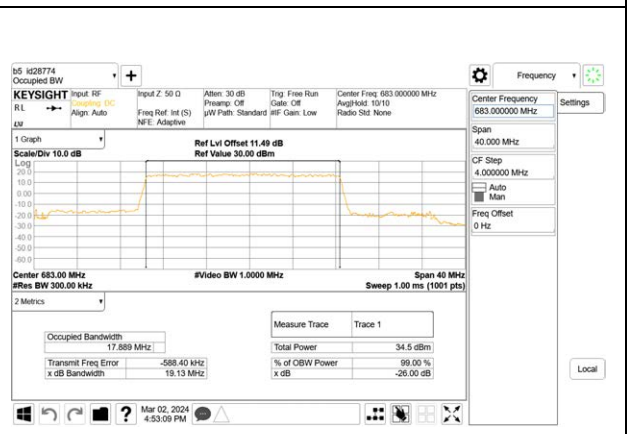 b5 id28774
Occupied BW
Frequency
KEYSIGHT Input: RF Input Z: 50 Ω Atten: 30 dB Trig: Free Run Center Freq: 683.000000 MHz
RL Coupling: DC Preamp: Off Gate: Off Avg|Hold: 10/10
Align: Auto Freq Ref: Int (S) µW Path: Standard #IF Gain: Low Radio Std: None
NFE: Adaptive
Center Frequency
683.000000 MHz
Settings
Span
40.000 MHz
CF Step
4.000000 MHz
Auto
Man
Freq Offset
0 Hz
Local
1 Graph
Ref Lvl Offset 11.49 dB
Scale/Div 10.0 dB Ref Value 30.00 dBm
Log
20.0
10.0
0.00
-10.0
-20.0
-30.0
-40.0
-50.0
-60.0
Center 683.00 MHz #Video BW 1.0000 MHz Span 40 MHz
#Res BW 300.00 kHz Sweep 1.00 ms (1001 pts)
2 Metrics
Measure Trace Trace 1
Occupied Bandwidth
17.889 MHz Total Power 34.5 dBm
Transmit Freq Error -588.40 kHz % of OBW Power 99.00 %
x dB Bandwidth 19.13 MHz x dB -26.00 dB
Mar 02, 2024
4:53:09 PM